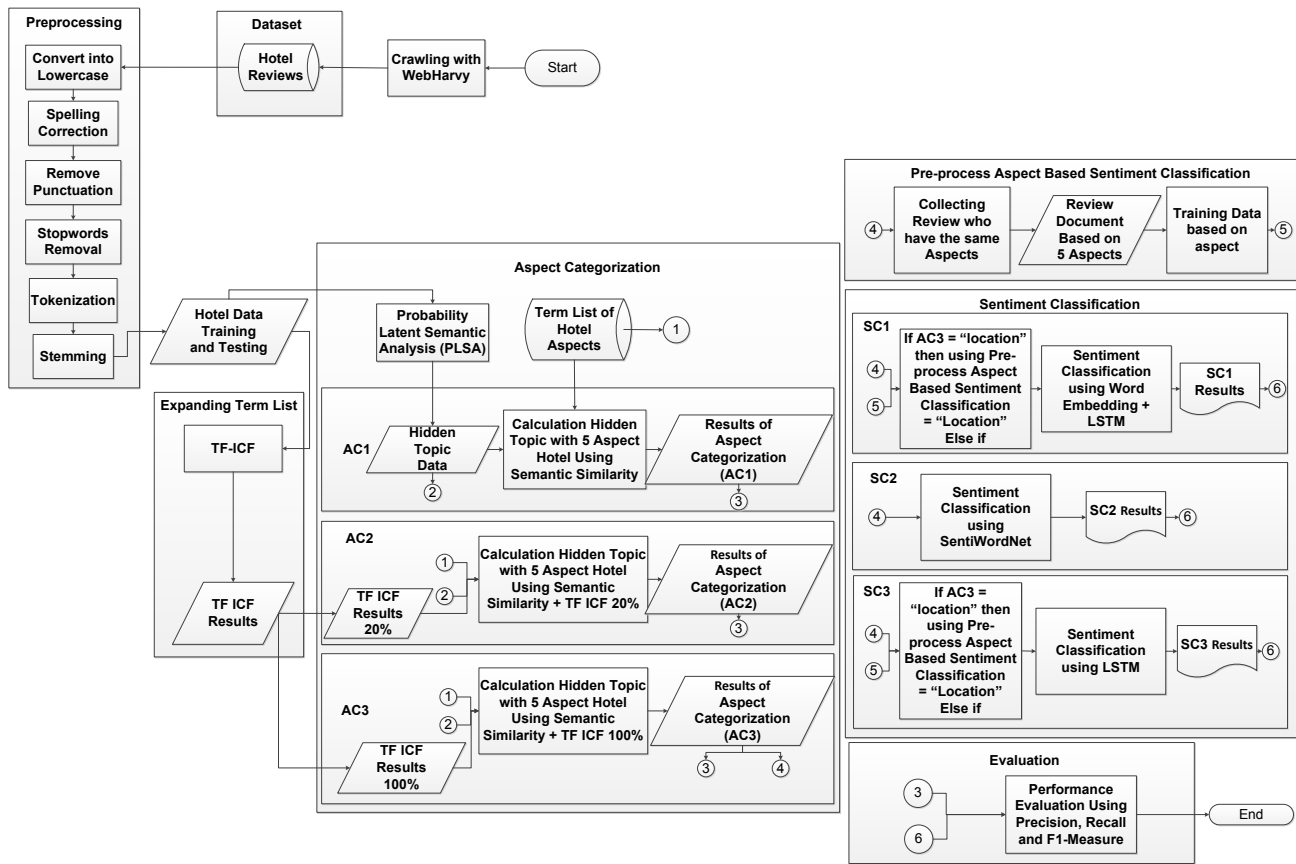 Preprocessing
Convert into
Lowercase
Spelling
Correction
Remove
Punctuation
Stopwords
Removal
Tokenization
Stemming
Dataset
Hotel
Reviews
Crawling with
WebHarvy
Start
Hotel Data
Training
and Testing
Expanding Term List
TF-ICF
TF ICF
Results
Aspect Categorization
Probability
Latent Semantic
Analysis (PLSA)
Term List of
Hotel
Aspects
1
AC1
Hidden
Topic
Data
2
Calculation Hidden
Topic with 5 Aspect
Hotel Using
Semantic Similarity
Results of
Aspect
Categorization
(AC1)
3
AC2
1
2
TF ICF
Results
20%
Calculation Hidden Topic
with 5 Aspect Hotel
Using Semantic
Similarity + TF ICF 20%
Results of
Aspect
Categorization
(AC2)
3
AC3
1
2
TF ICF
Results
100%
Calculation Hidden Topic
with 5 Aspect Hotel
Using Semantic
Similarity + TF ICF 100%
Results of
Aspect
Categorization
(AC3)
3
4
Pre-process Aspect Based Sentiment Classification
4
Collecting
Review who
have the same
Aspects
Review
Document
Based on
5 Aspects
Training Data
based on
aspect
5
Sentiment Classification
SC1
4
5
If AC3 = “location”
then using Pre-
process Aspect
Based Sentiment
Classification
= “Location”
Else if
Sentiment
Classification
using Word
Embedding +
LSTM
SC1
Results
6
SC2
4
Sentiment
Classification
using
SentiWordNet
SC2 Results
6
SC3
4
5
If AC3 =
“location” then
using Pre-
process Aspect
Based Sentiment
Classification
= “Location”
Else if
Sentiment
Classification
using LSTM
SC3 Results
6
Evaluation
3
6
Performance
Evaluation Using
Precision, Recall
and F1-Measure
End